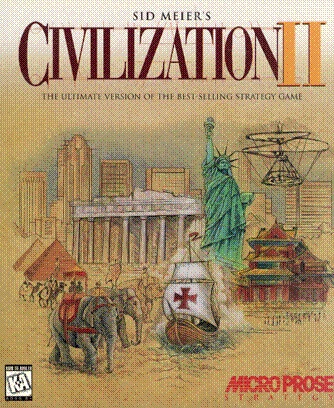 SID MEIER'S
CIVILIZATION II
THE ULTIMATE VERSION OF THE BEST-SELLING STRATEGY GAME
K-A
MICROPROSE
STRATEGY